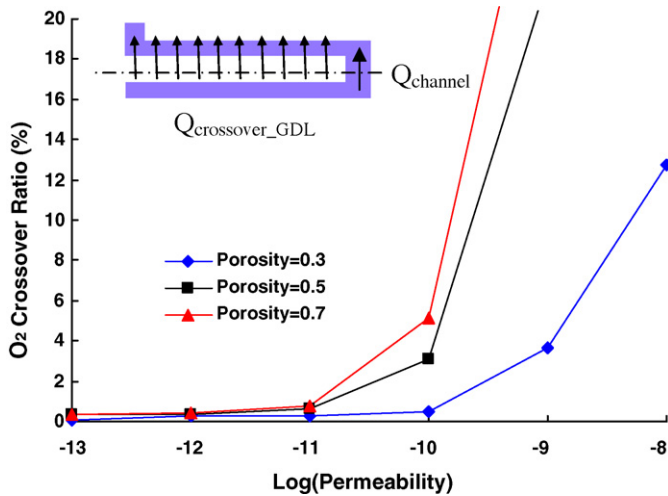 20
18
16
14
12
10
8
6
4
2
0
O2 Crossover Ratio (%)
Qchannel
Qcrossover_GDL
Porosity=0.3
Porosity=0.5
Porosity=0.7
-13 -12 -11 -10 -9 -8
Log(Permeability)